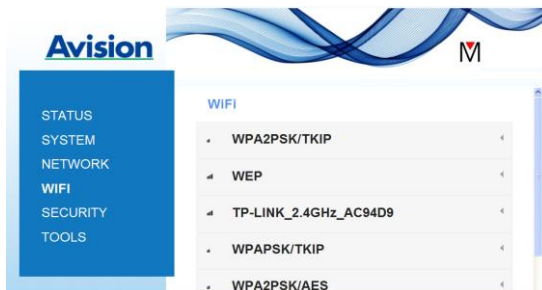 Avision
M
STATUS
SYSTEM
NETWORK
WIFI
SECURITY
TOOLS
WiFi
WPA2PSK/TKIP
WEP
TP-LINK_2.4GHz_AC94D9
WPAPSK/TKIP
WPA2PSK/AES